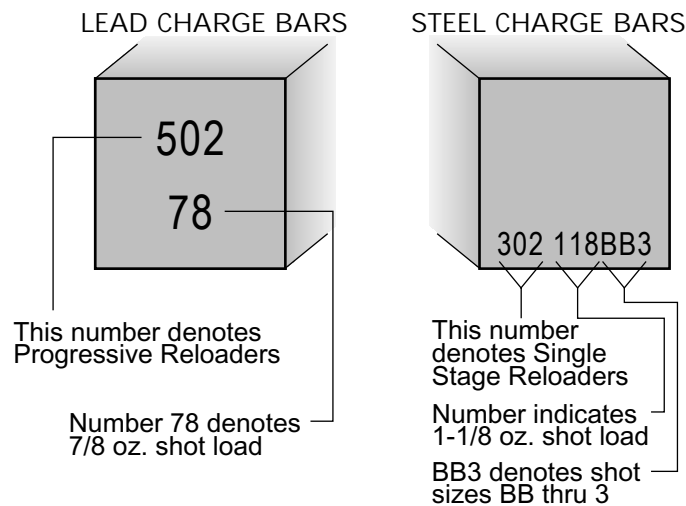 LEAD CHARGE BARS
502
78
This number denotes
Progressive Reloaders
Number 78 denotes
7/8 oz. shot load
STEEL CHARGE BARS
302 118BB3
This number
denotes Single
Stage Reloaders
Number indicates
1-1/8 oz. shot load
BB3 denotes shot
sizes BB thru 3